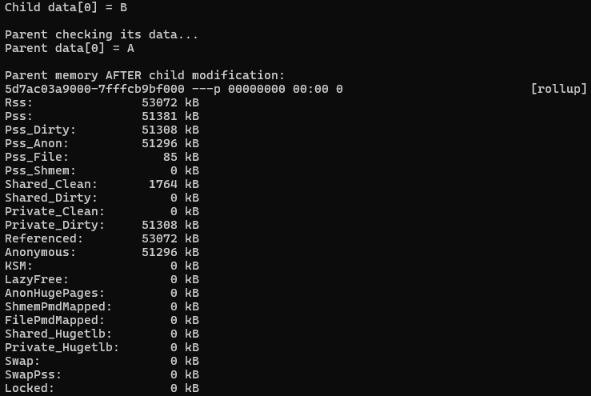 Child data[0] = B

Parent checking its data...
Parent data[0] = A

Parent memory AFTER child modification:
5d7ac03a9000-7fffcb9bf000 ---p 00000000 00:00 0                          [rollup]
Rss:               53072 kB
Pss:               51381 kB
Pss_Dirty:         51308 kB
Pss_Anon:          51296 kB
Pss_File:             85 kB
Pss_Shmem:             0 kB
Shared_Clean:       1764 kB
Shared_Dirty:          0 kB
Private_Clean:         0 kB
Private_Dirty:     51308 kB
Referenced:        53072 kB
Anonymous:         51296 kB
KSM:                   0 kB
LazyFree:              0 kB
AnonHugePages:         0 kB
ShmemPmdMapped:        0 kB
FilePmdMapped:         0 kB
Shared_Hugetlb:        0 kB
Private_Hugetlb:       0 kB
Swap:                  0 kB
SwapPss:               0 kB
Locked:                0 kB